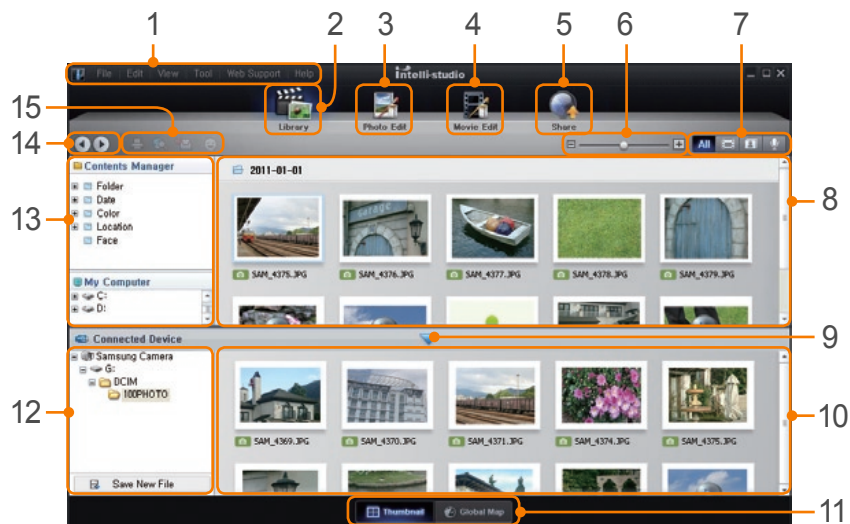 1 2 3 4 5 6 7
File Edit View Tool Web Support Help
intelli-studio
15
Library Photo Edit Movie Edit Share
14
All
Contents Manager
2011-01-01
8
Folder
Date
13
Color
Location
Face
SAM_4375.JPG SAM_4376.JPG SAM_4377.JPG SAM_4378.JPG SAM_4379.JPG
My Computer
C:
D:
Connected Device
9
Samsung Camera
G:
DCIM
12
100PHOTO
10
SAM_4369.JPG SAM_4370.JPG SAM_4371.JPG SAM_4374.JPG SAM_4375.JPG
Save New File
Thumbnail Global Map
11